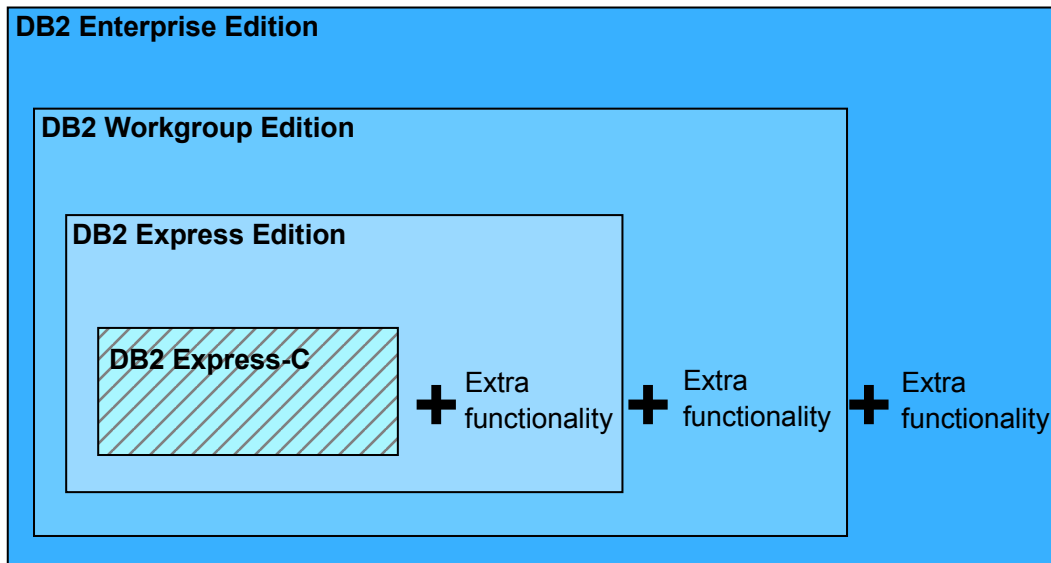 DB2 Enterprise Edition
DB2 Workgroup Edition
DB2 Express Edition
DB2 Express-C
Extra
functionality
Extra
functionality
Extra
functionality